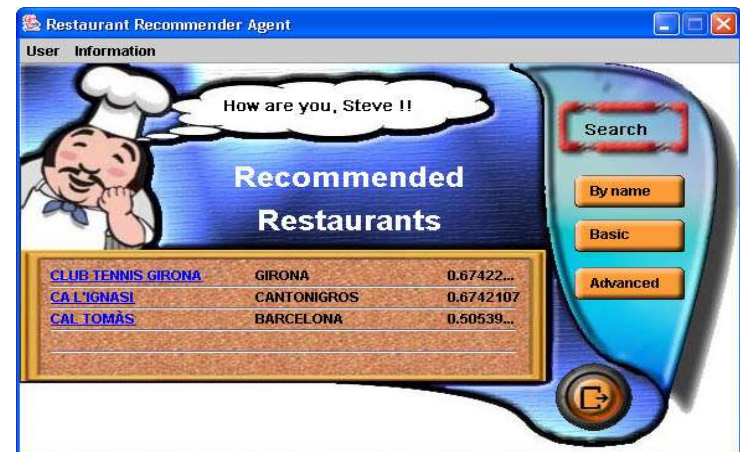 Restaurant Recommender Agent
User Information
How are you, Steve !!
Recommended
Restaurants
CLUB TENNIS GIRONA GIRONA 0.67422...
CA L'IGNASI CANTONIGROS 0.6742107
CAL TOMÀS BARCELONA 0.50539...
Search
By name
Basic
Advanced